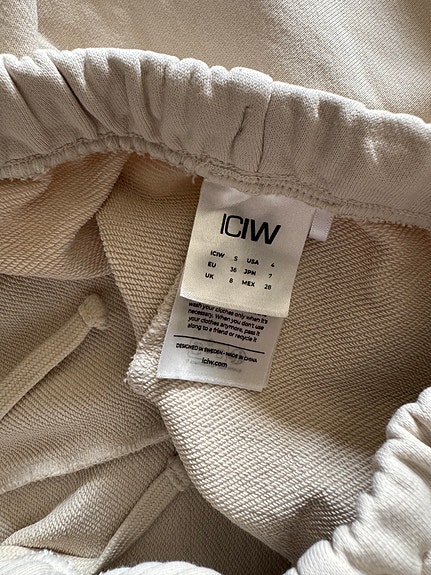 ICIW
ICIW S USA 4
EU 36 JPN 7
UK 8 MEX 28
wash your clothes only when it's
necessary. When you don't use
your clothes anymore, pass it
along to a friend or recycle it
DESIGNED IN SWEDEN - MADE IN CHINA
iciw.com